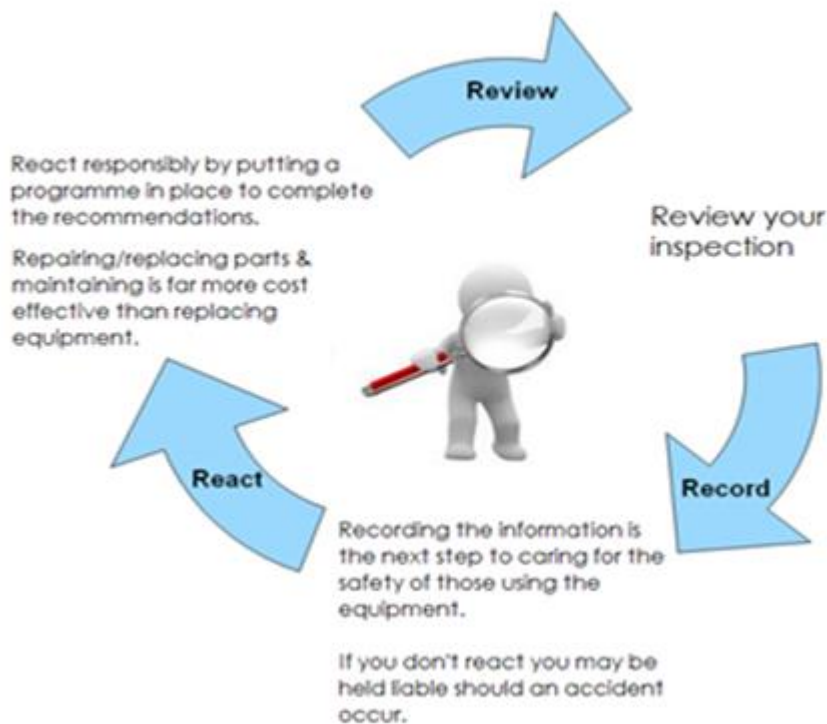 Review
Review your
inspection
Record
Recording the information is
the next step to caring for the
safety of those using the
equipment.
If you don't react you may be
held liable should an accident
occur.
React
React responsibly by putting a
programme in place to complete
the recommendations.
Repairing/replacing parts &
maintaining is far more cost
effective than replacing
equipment.